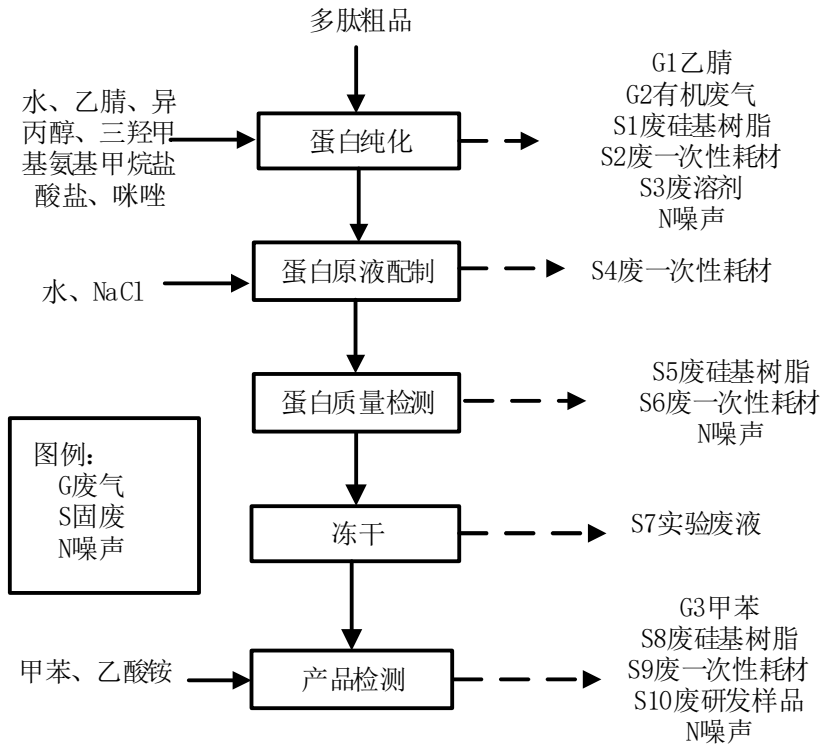 多肽粗品
水、乙腈、异
丙醇、三羟甲
基氨基甲烷盐
酸盐、咪唑
蛋白纯化
G1乙腈
G2有机废气
S1废硅基树脂
S2废一次性耗材
S3废溶剂
N噪声
水、NaCl
蛋白原液配制
S4废一次性耗材
蛋白质量检测
S5废硅基树脂
S6废一次性耗材
N噪声
图例：
G废气
S固废
N噪声
冻干
S7实验废液
甲苯、乙酸铵
产品检测
G3甲苯
S8废硅基树脂
S9废一次性耗材
S10废研发样品
N噪声